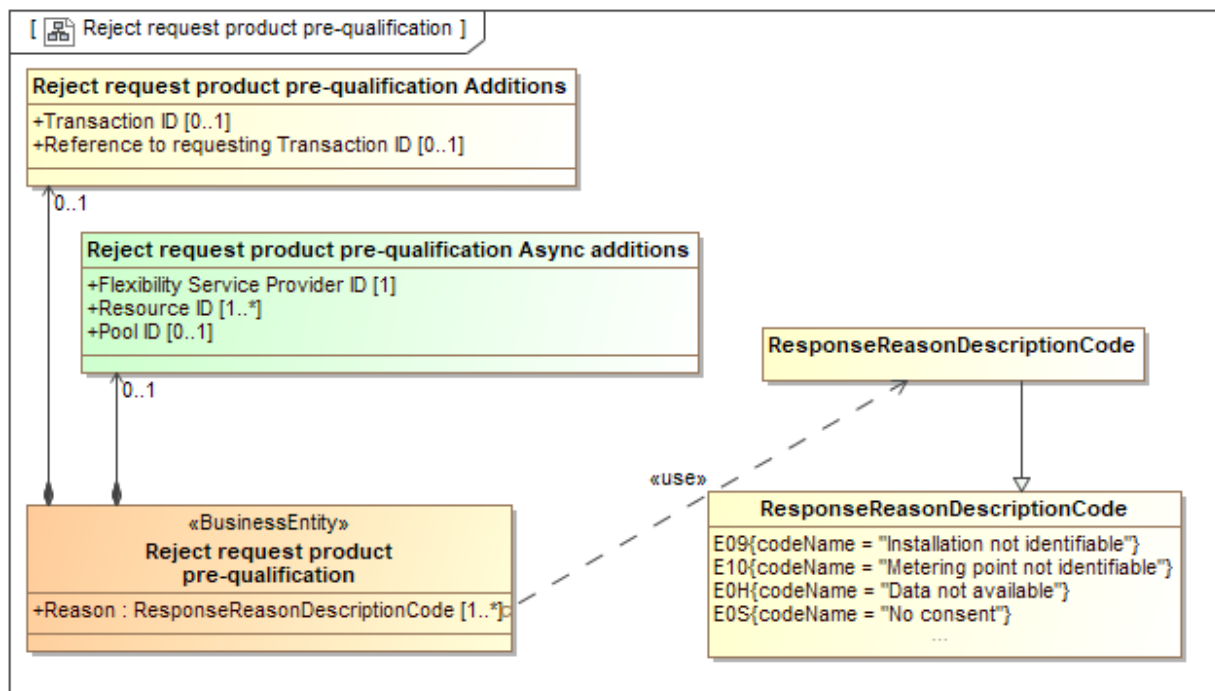 [ Reject request product pre-qualification ]
Reject request product pre-qualification Additions
+Transaction ID [0..1]
+Reference to requesting Transaction ID [0..1]
0..1
Reject request product pre-qualification Async additions
+Flexibility Service Provider ID [1]
+Resource ID [1..*]
+Pool ID [0..1]
0..1
ResponseReasonDescriptionCode
«use»
«BusinessEntity»
Reject request product
pre-qualification
+Reason : ResponseReasonDescriptionCode [1..*]
ResponseReasonDescriptionCode
E09{codeName = "Installation not identifiable"}
E10{codeName = "Metering point not identifiable"}
E0H{codeName = "Data not available"}
E0S{codeName = "No consent"}
...